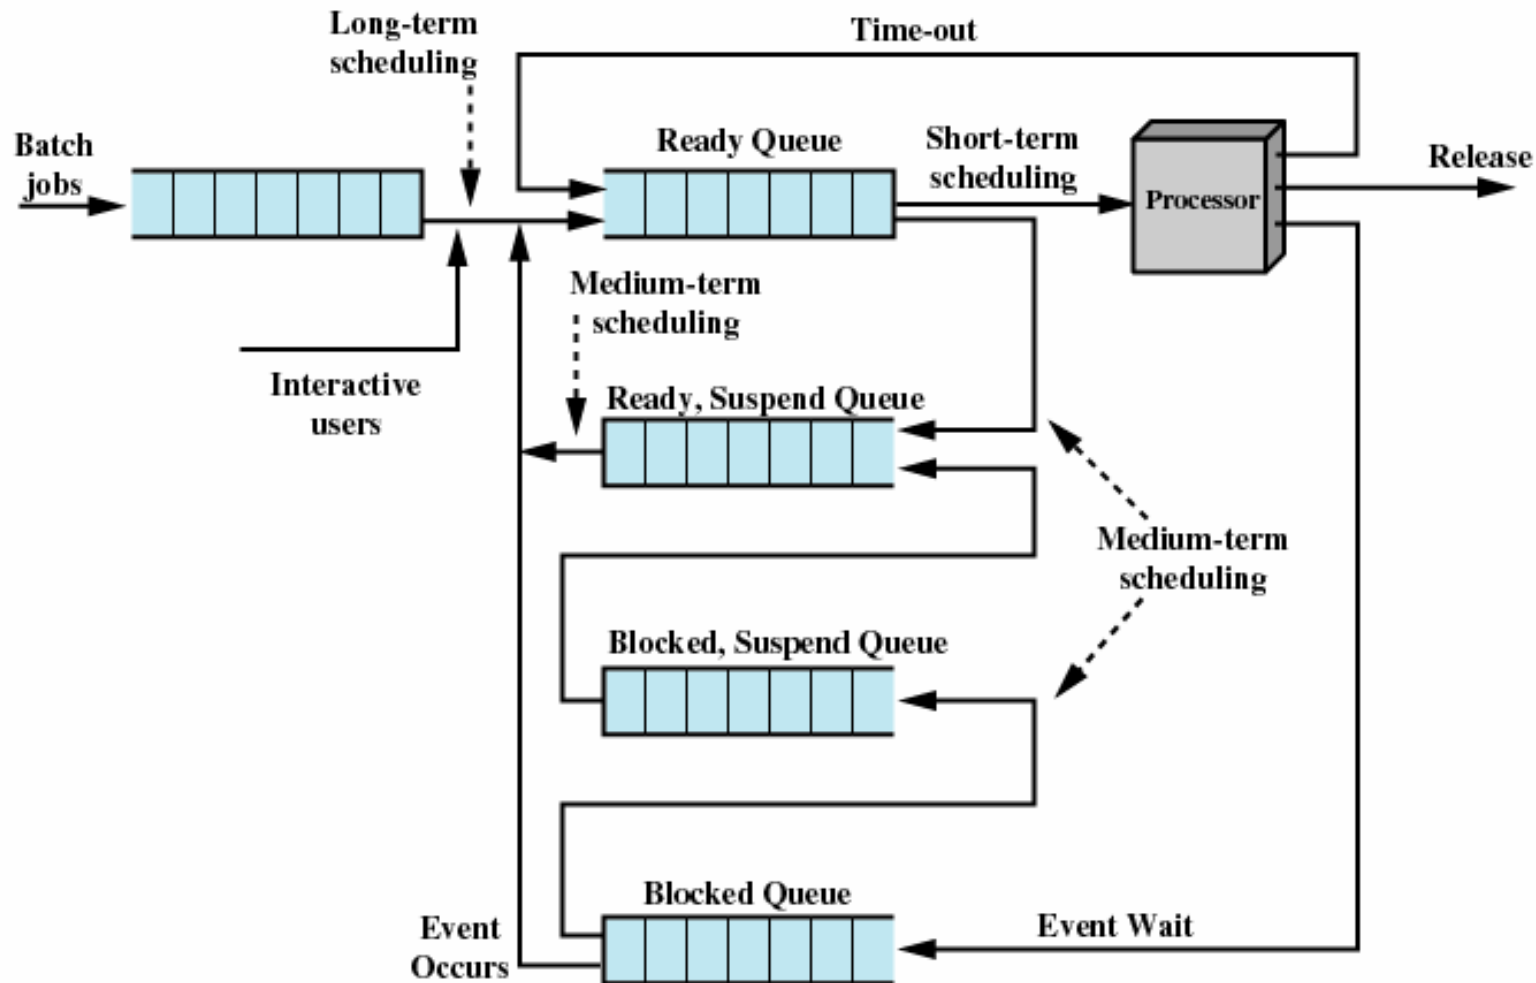 Long-term
scheduling
Time-out
Batch
jobs
Ready Queue
Short-term
scheduling
Processor
Release
Medium-term
scheduling
Interactive
users
Ready, Suspend Queue
Medium-term
scheduling
Blocked, Suspend Queue
Blocked Queue
Event
Occurs
Event Wait